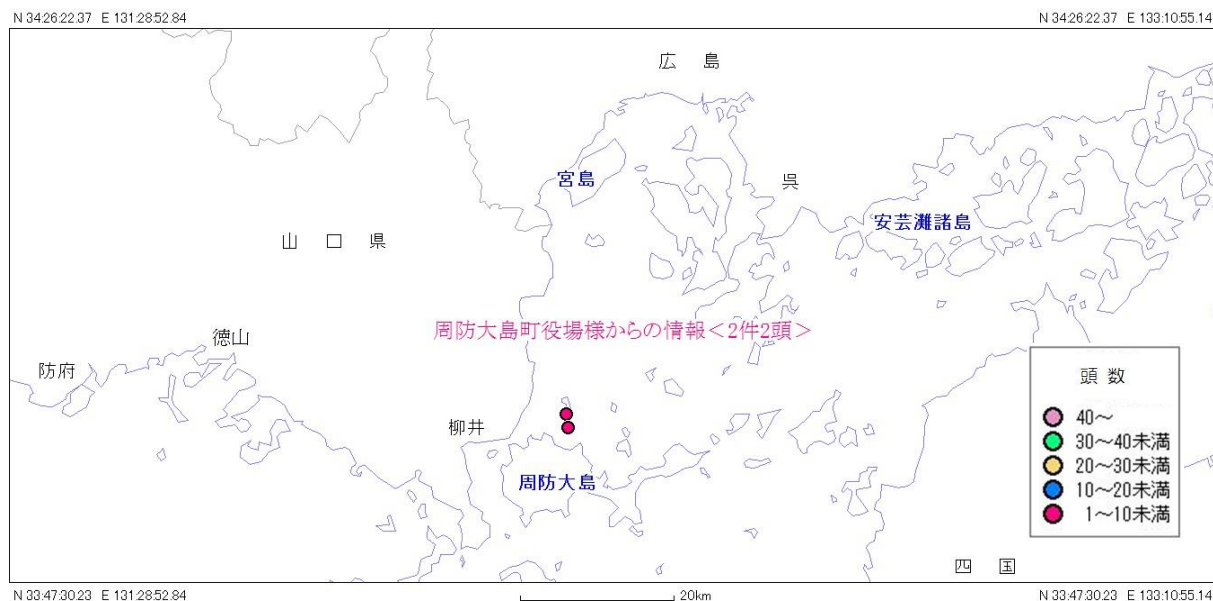 N 34:26:22.37 E 131:28:52.84
N 34:26:22.37 E 133:10:55.14
広島
宮島
呉
安芸灘諸島
山口県
周防大島町役場様からの情報<2件2頭>
徳山
防府
頭数
40~
30~40未満
20~30未満
10~20未満
1~10未満
柳井
周防大島
四国
N 33:47:30.23 E 131:28:52.84
20km
N 33:47:30.23 E 133:10:55.14